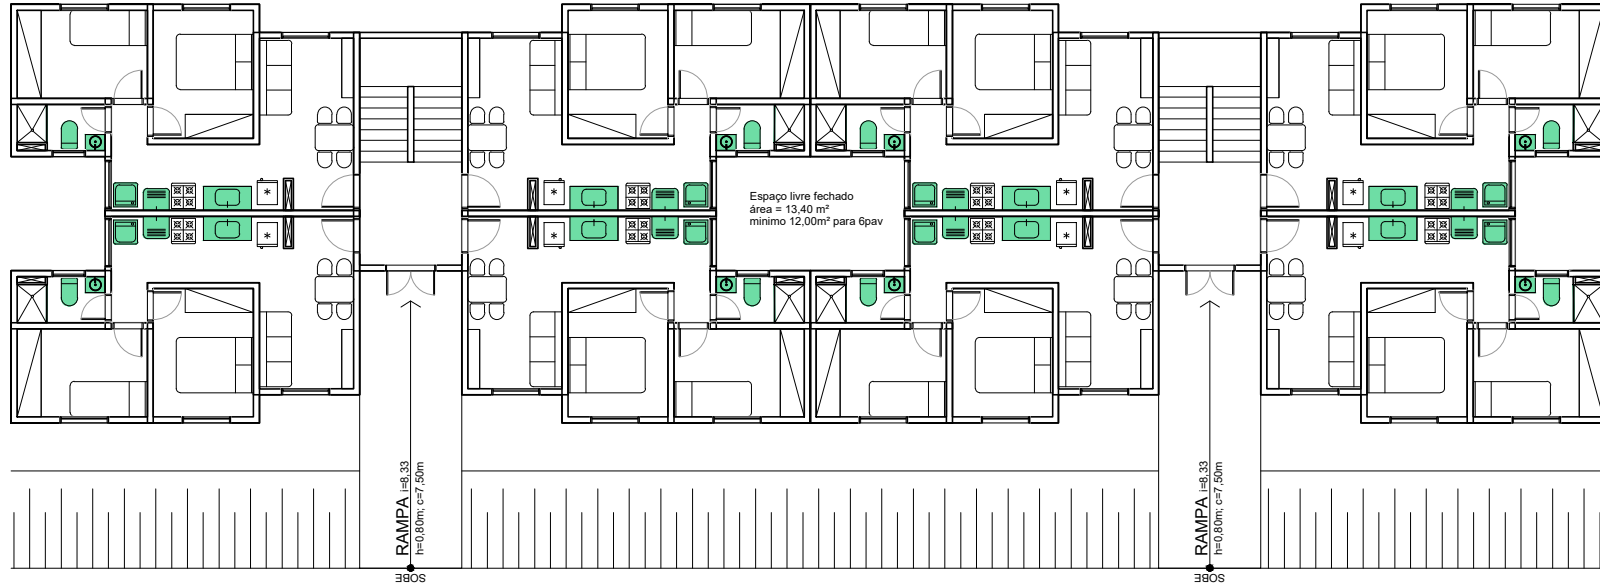 Espaço livre fechado
área = 13,40 m²
mínimo 12,00m² para 6pav
RAMPA i=8,33
h=0,80m; c=7,50m
SOBE
RAMPA i=8,33
h=0,80m; c=7,50m
SOBE